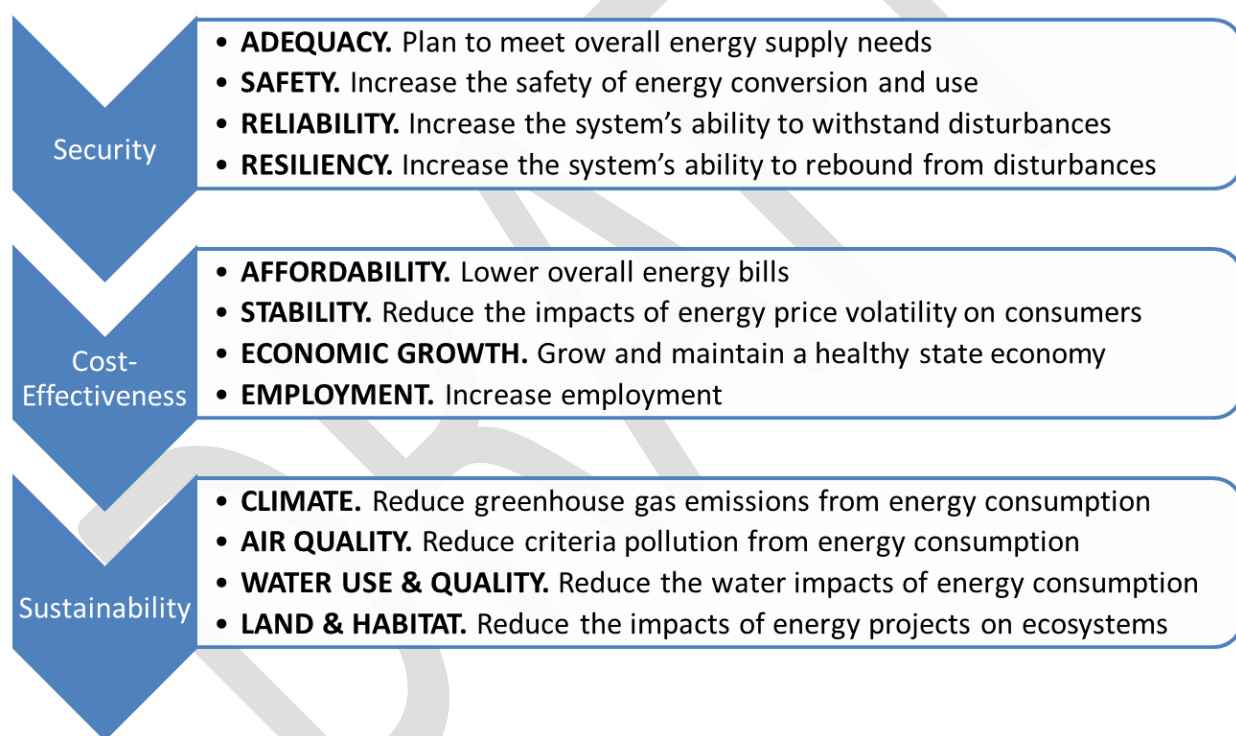 Security
• ADEQUACY. Plan to meet overall energy supply needs
• SAFETY. Increase the safety of energy conversion and use
• RELIABILITY. Increase the system's ability to withstand disturbances
• RESILIENCY. Increase the system's ability to rebound from disturbances
Cost-
Effectiveness
• AFFORDABILITY. Lower overall energy bills
• STABILITY. Reduce the impacts of energy price volatility on consumers
• ECONOMIC GROWTH. Grow and maintain a healthy state economy
• EMPLOYMENT. Increase employment
Sustainability
• CLIMATE. Reduce greenhouse gas emissions from energy consumption
• AIR QUALITY. Reduce criteria pollution from energy consumption
• WATER USE & QUALITY. Reduce the water impacts of energy consumption
• LAND & HABITAT. Reduce the impacts of energy projects on ecosystems
DRAFT